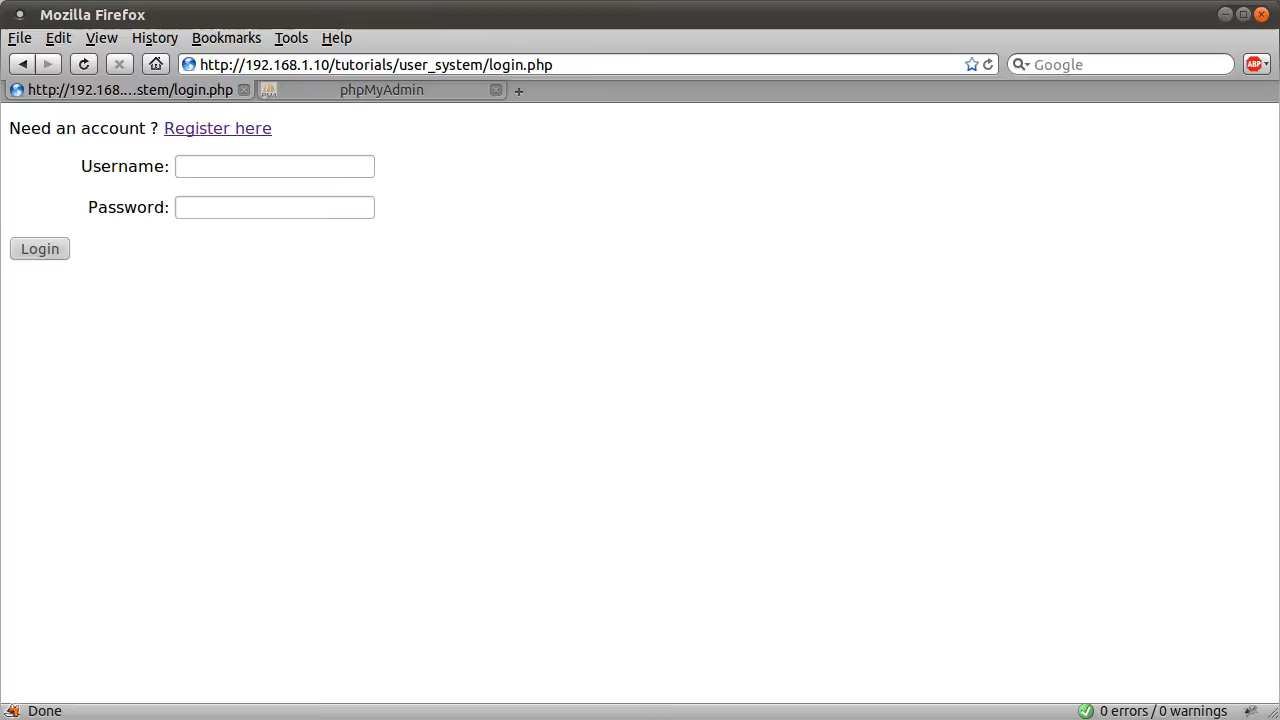 Mozilla Firefox
File Edit View History Bookmarks Tools Help
http://192.168.1.10/tutorials/user_system/login.php
Google
ABP
http://192.168....stem/login.php
PMA
phpMyAdmin
Need an account ? Register here
Username:
Password:
Login
Done
0 errors / 0 warnings